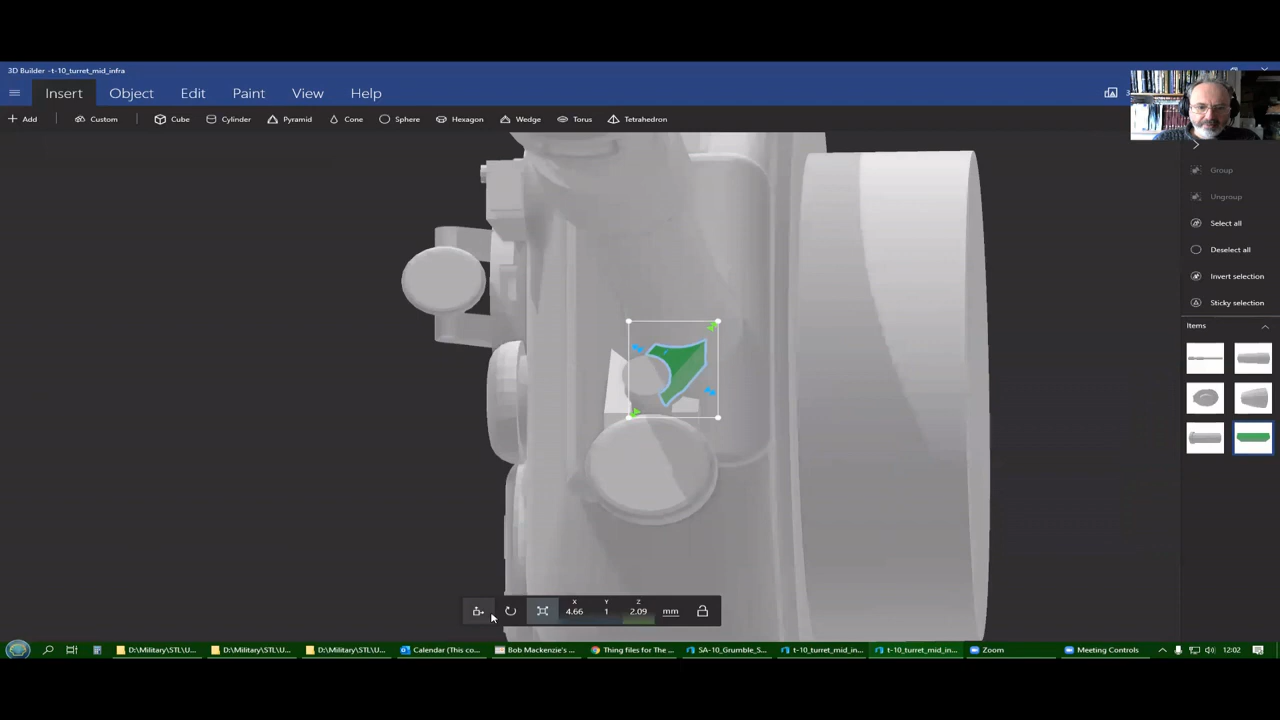 3D Builder - t-10_turret_mid_infra
Insert Object Edit Paint View Help
Add Custom Cube Cylinder Pyramid Cone Sphere Hexagon Wedge Torus Tetrahedron
Group
Ungroup
Select all
Deselect all
Invert selection
Sticky selection
Items
X Y Z
4.66 1 2.09 mm
D:\Military\STL\U... D:\Military\STL\U... D:\Military\STL\U... Calendar (This co... Bob Mackenzie's ... Thing files for The ... SA-10_Grumble_S... t-10_turret_mid_in... t-10_turret_mid_in... Zoom Meeting Controls 12:02